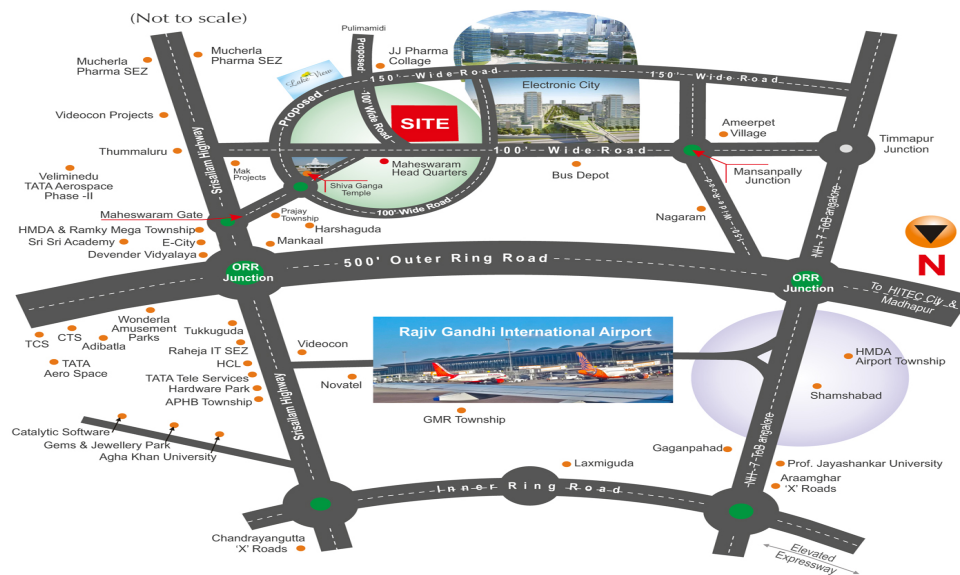 (Not to scale)
Pulimamidi
Mucherla
Pharma SEZ
Mucherla
Pharma SEZ
Proposed
100' Wide Road
JJ Pharma
Collage
Lake View
150' Wide Road
150' Wide Road
Proposed
Electronic City
Videocon Projects
Srisailam Highway
SITE
Ameerpet
Village
Timmapur
Junction
Thummaluru
100' Wide Road
Mak
Projects
Maheswaram
Head Quarters
Bus Depot
Mansanpally
Junction
Veliminedu
TATA Aerospace
Phase -II
Shiva Ganga
Temple
150' Wide Road
100' Wide Road
Maheswaram Gate
Prajay
Township
Nagaram
NH - 7 - To Bangalore
HMDA & Ramky Mega Township
Harshaguda
Sri Sri Academy
E-City
Mankaal
Devender Vidyalaya
N
500' Outer Ring Road
ORR
Junction
ORR
Junction
To HITEC City &
Madhapur
Wonderla
Amusement
Parks
TCS
CTS
Adibatla
Tukkuguda
Rajiv Gandhi International Airport
Videocon
Raheja IT SEZ
TATA
Aero Space
HCL
HMDA
Airport Township
TATA Tele Services
Novatel
Hardware Park
Shamshabad
APHB Township
GMR Township
Srisailam Highway
Catalytic Software
Gems & Jewellery Park
Agha Khan University
Gaganpahad
NH - 7 - To Bangalore
Laxmiguda
Prof. Jayashankar University
Araamghar
'X' Roads
Inner Ring Road
Chandrayangutta
'X' Roads
Elevated
Expressway